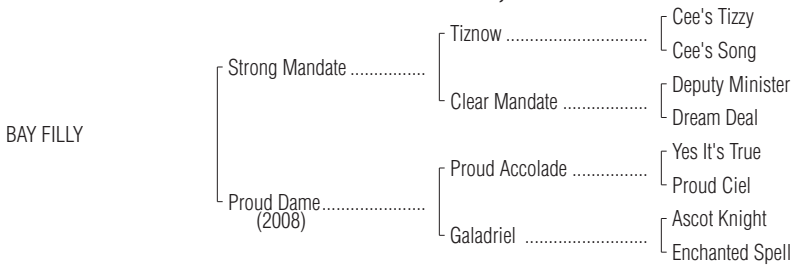 Cee's Tizzy
Tiznow ................................
Cee's Song
Strong Mandate ................
Deputy Minister
Clear Mandate ...................
Dream Deal
BAY FILLY
Yes It's True
Proud Accolade .................
Proud Ciel
Proud Dame......................
(2008)
Ascot Knight
Galadriel ...........................
Enchanted Spell